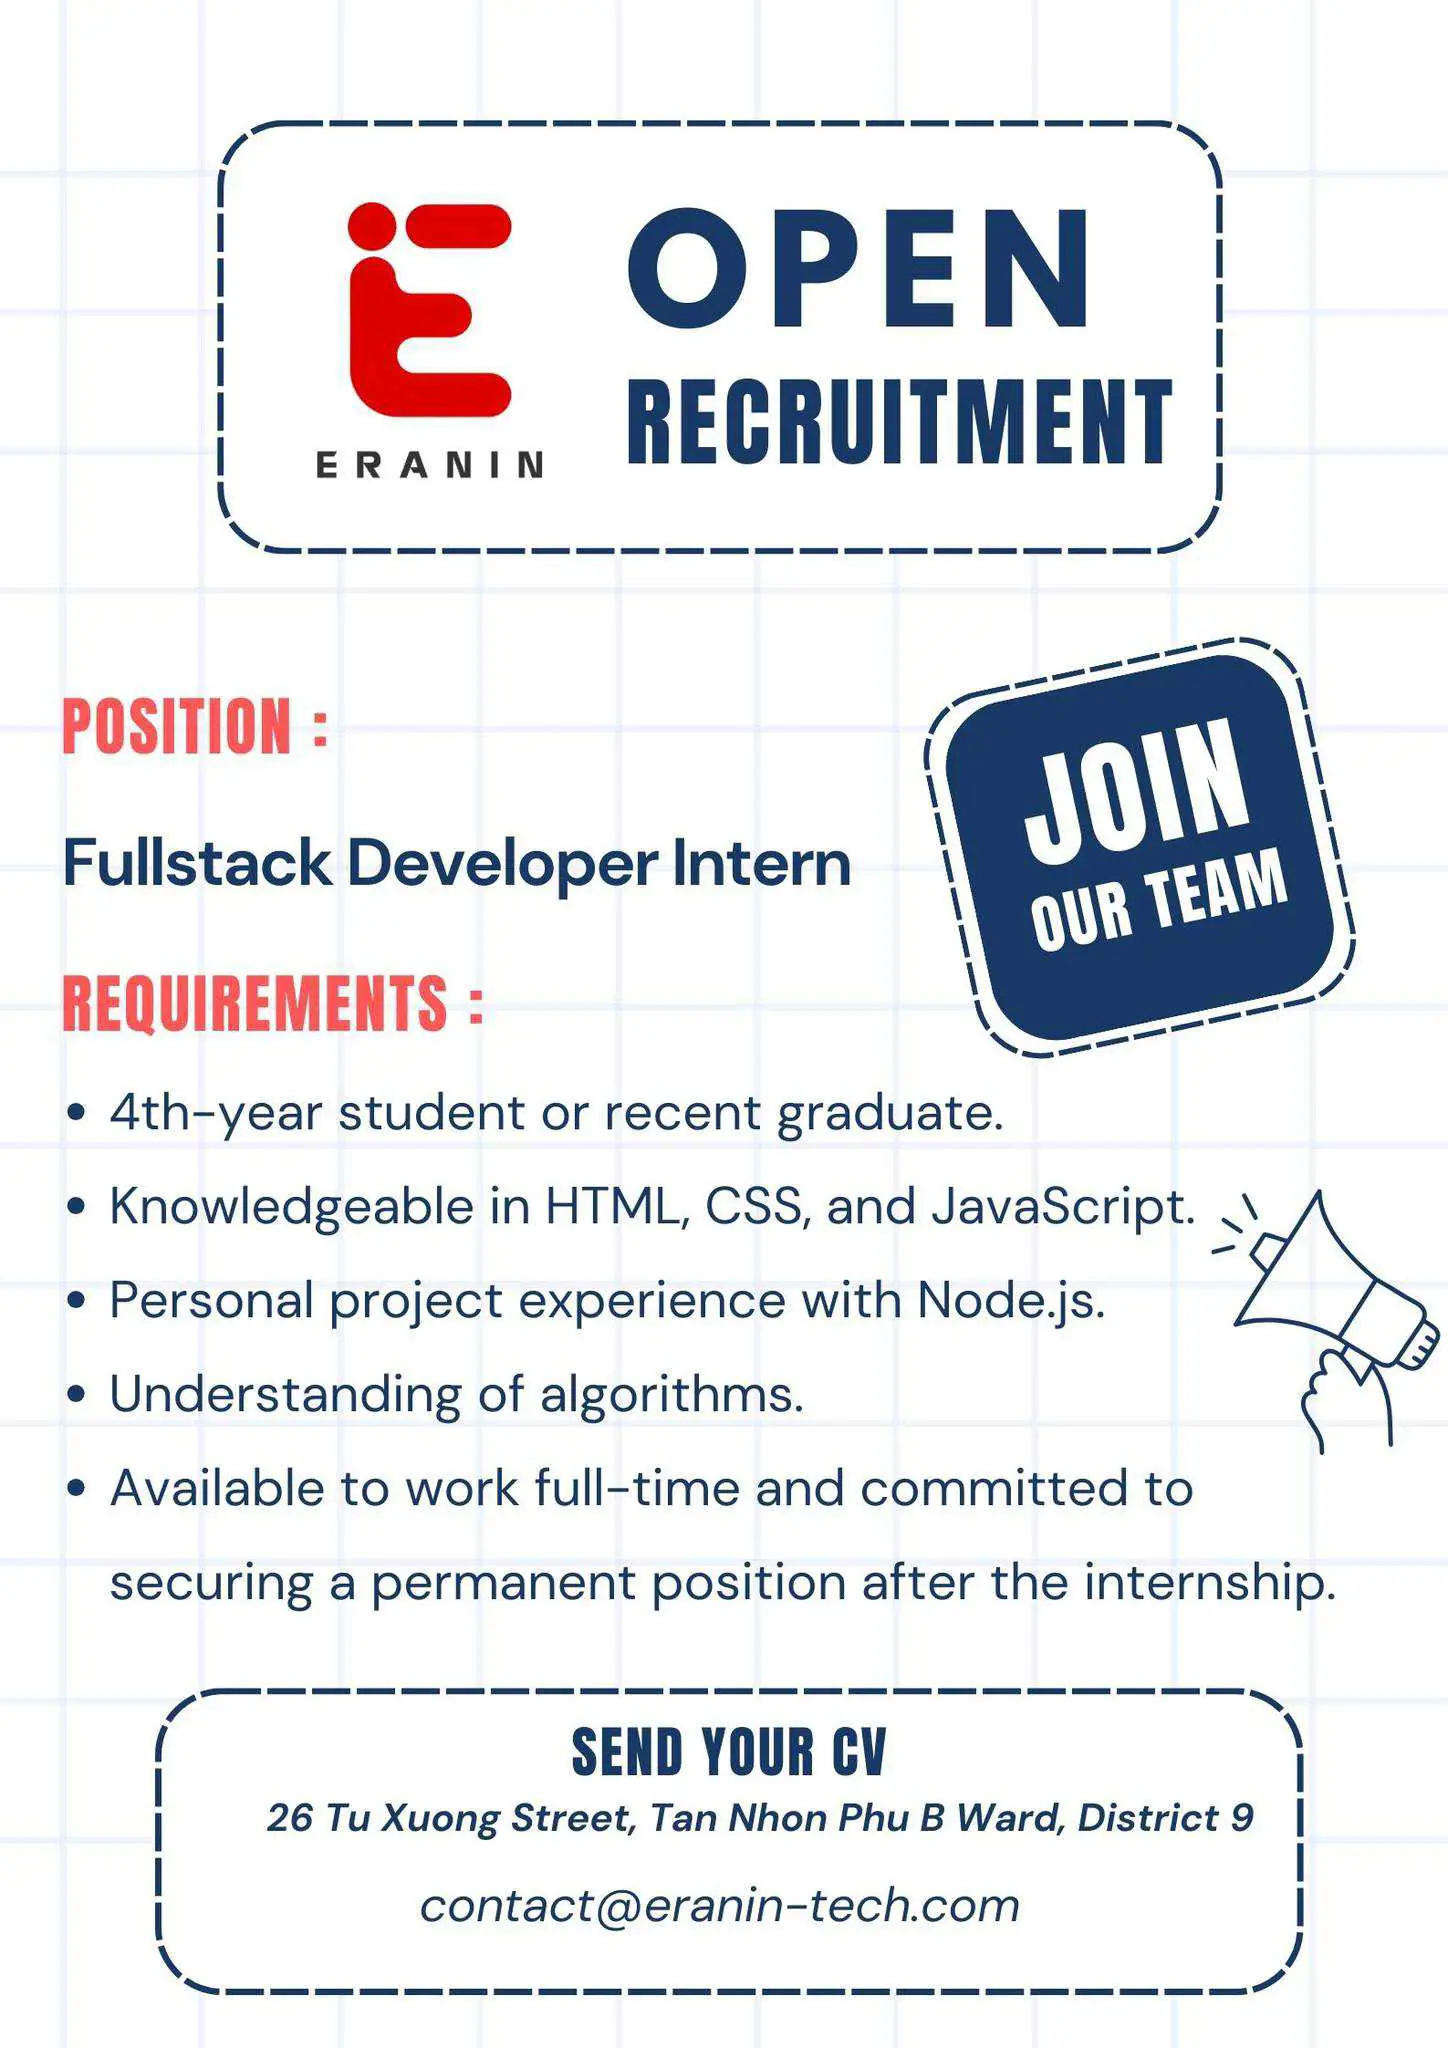 ERANIN
OPEN
RECRUITMENT
POSITION :
Fullstack Developer Intern
JOIN
OUR TEAM
REQUIREMENTS :
• 4th-year student or recent graduate.
• Knowledgeable in HTML, CSS, and JavaScript.
• Personal project experience with Node.js.
• Understanding of algorithms.
• Available to work full-time and committed to
securing a permanent position after the internship.
SEND YOUR CV
26 Tu Xuong Street, Tan Nhon Phu B Ward, District 9
contact@eranin-tech.com